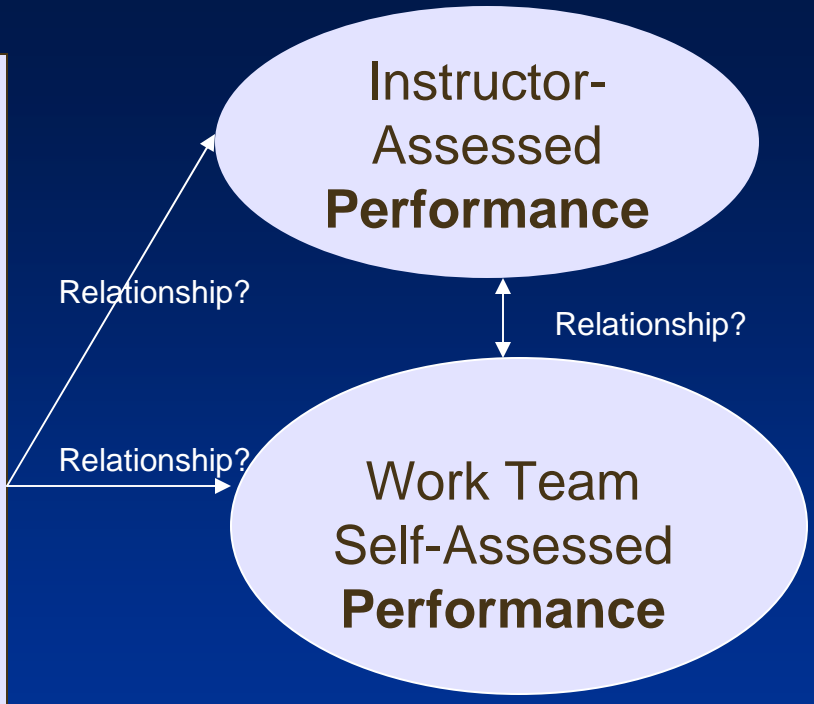 Instructor-
Assessed
Performance
Relationship?
Relationship?
Relationship?
Work Team
Self-Assessed
Performance